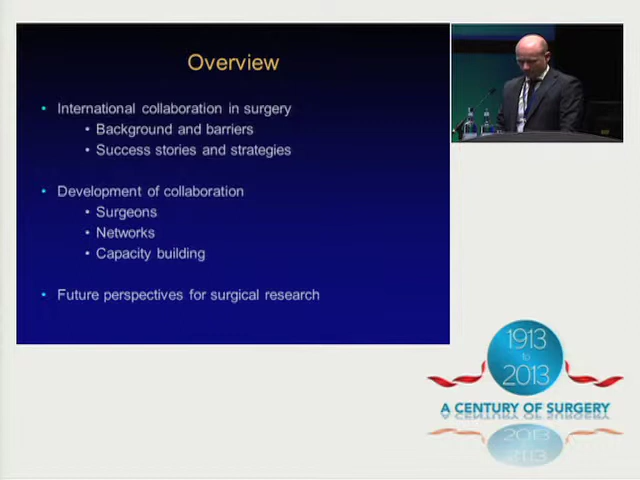 Overview
• International collaboration in surgery
• Background and barriers
• Success stories and strategies
• Development of collaboration
• Surgeons
• Networks
• Capacity building
• Future perspectives for surgical research
1913
to
2013
A CENTURY OF SURGERY